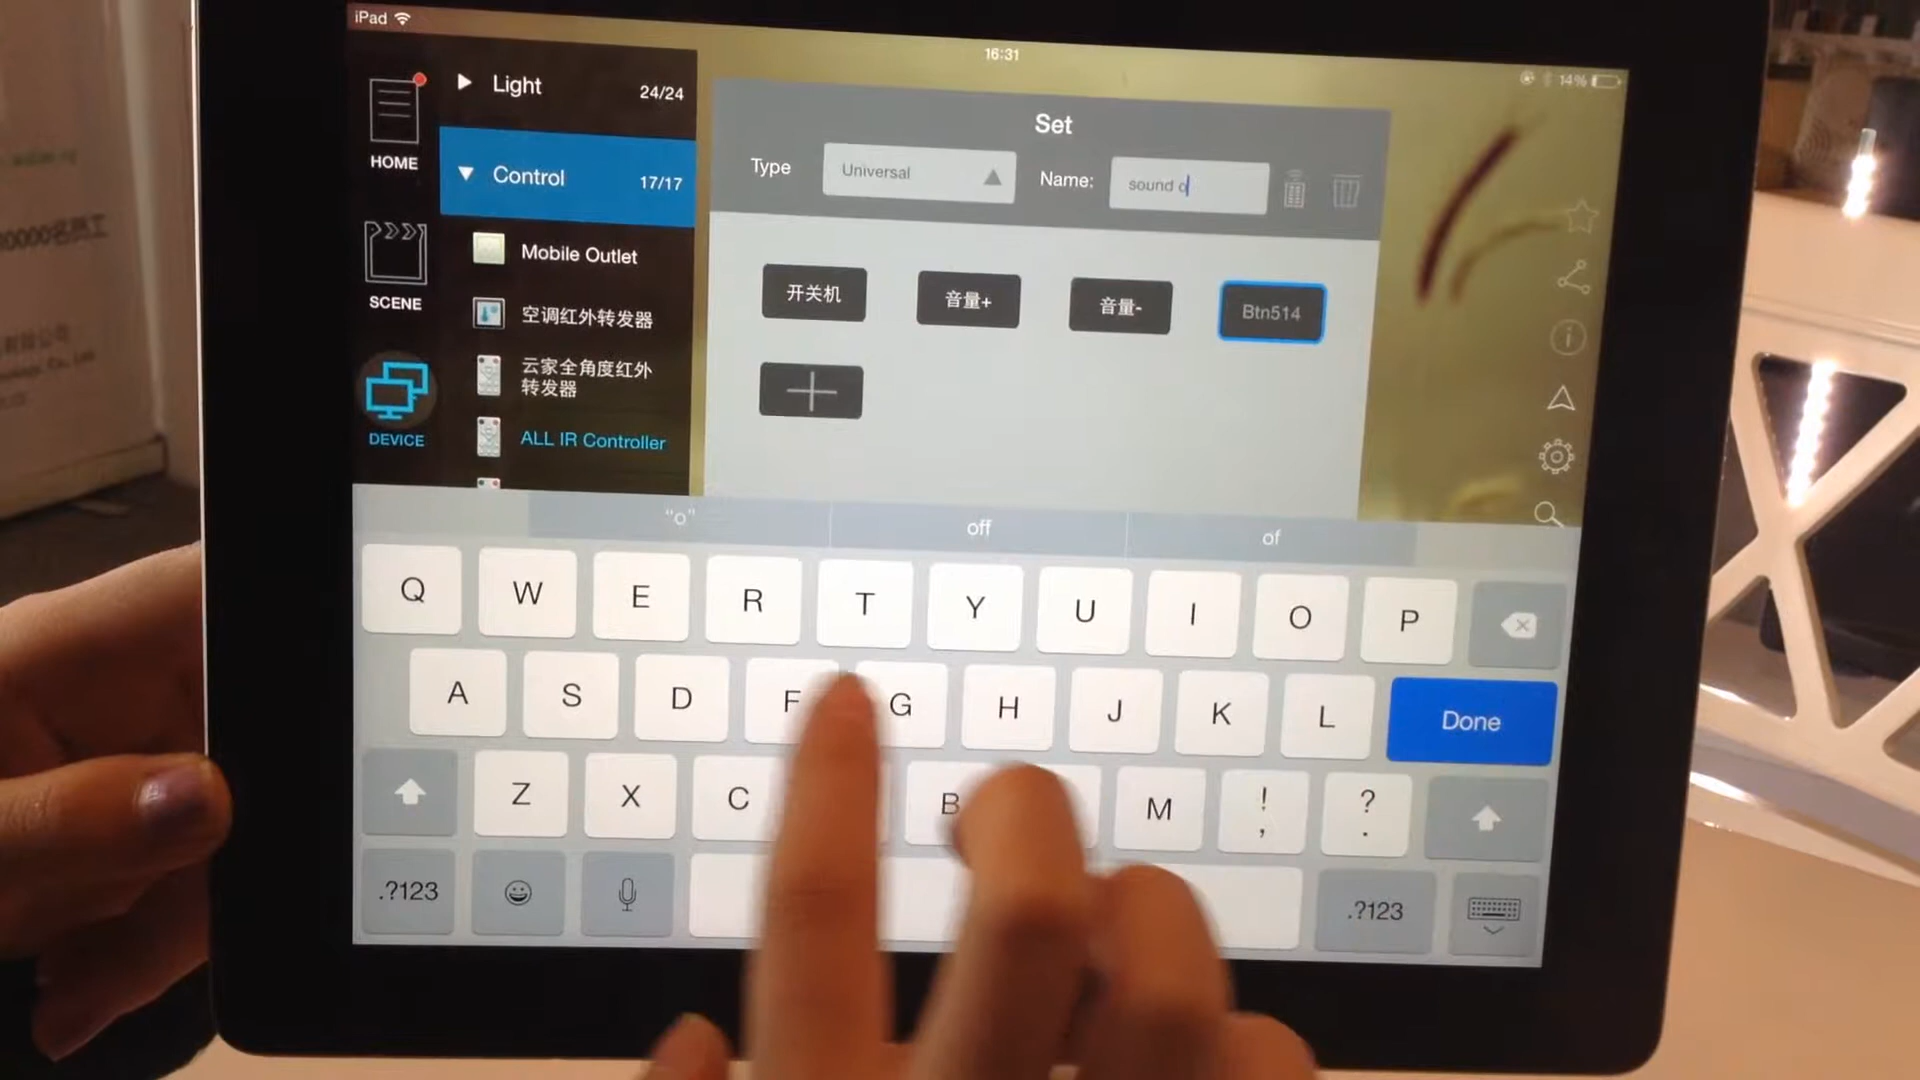 iPad
16:31
14%
HOME
SCENE
DEVICE
Light 24/24
Control 17/17
Mobile Outlet
空调红外转发器
云家全角度红外
转发器
ALL IR Controller
Set
Type Universal Name: sound o
开关机 音量+ 音量- Btn514
"o" off of
Q W E R T Y U I O P
A S D F G H J K L Done
Z X C B M ! , ? .
.?123 .?123